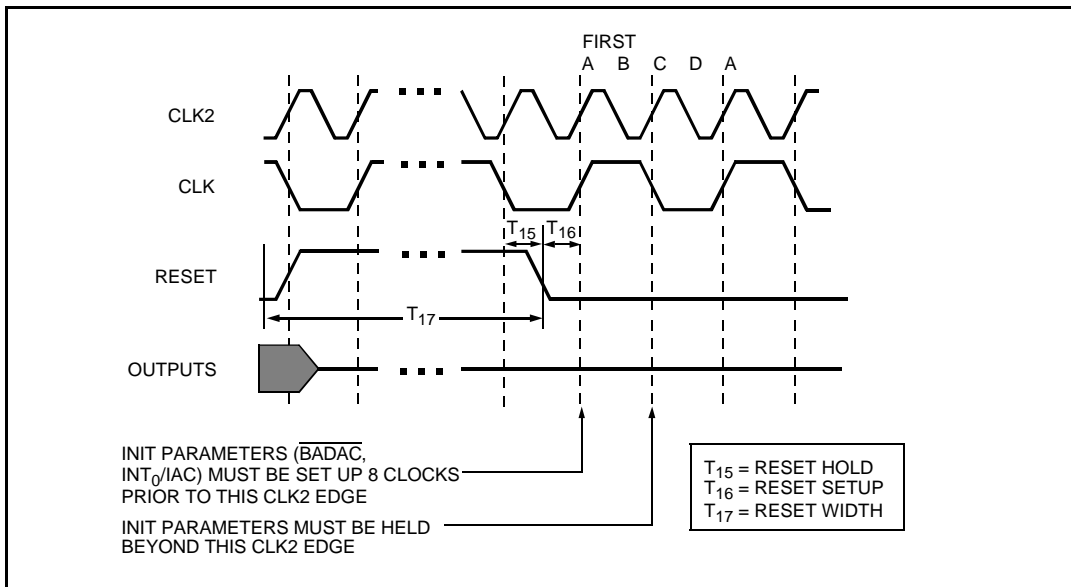 FIRST
A B C D A
CLK2
CLK
T15 T16
RESET
T17
OUTPUTS
INIT PARAMETERS (BADAC,
INT0/IAC) MUST BE SET UP 8 CLOCKS
PRIOR TO THIS CLK2 EDGE
INIT PARAMETERS MUST BE HELD
BEYOND THIS CLK2 EDGE
T15 = RESET HOLD
T16 = RESET SETUP
T17 = RESET WIDTH